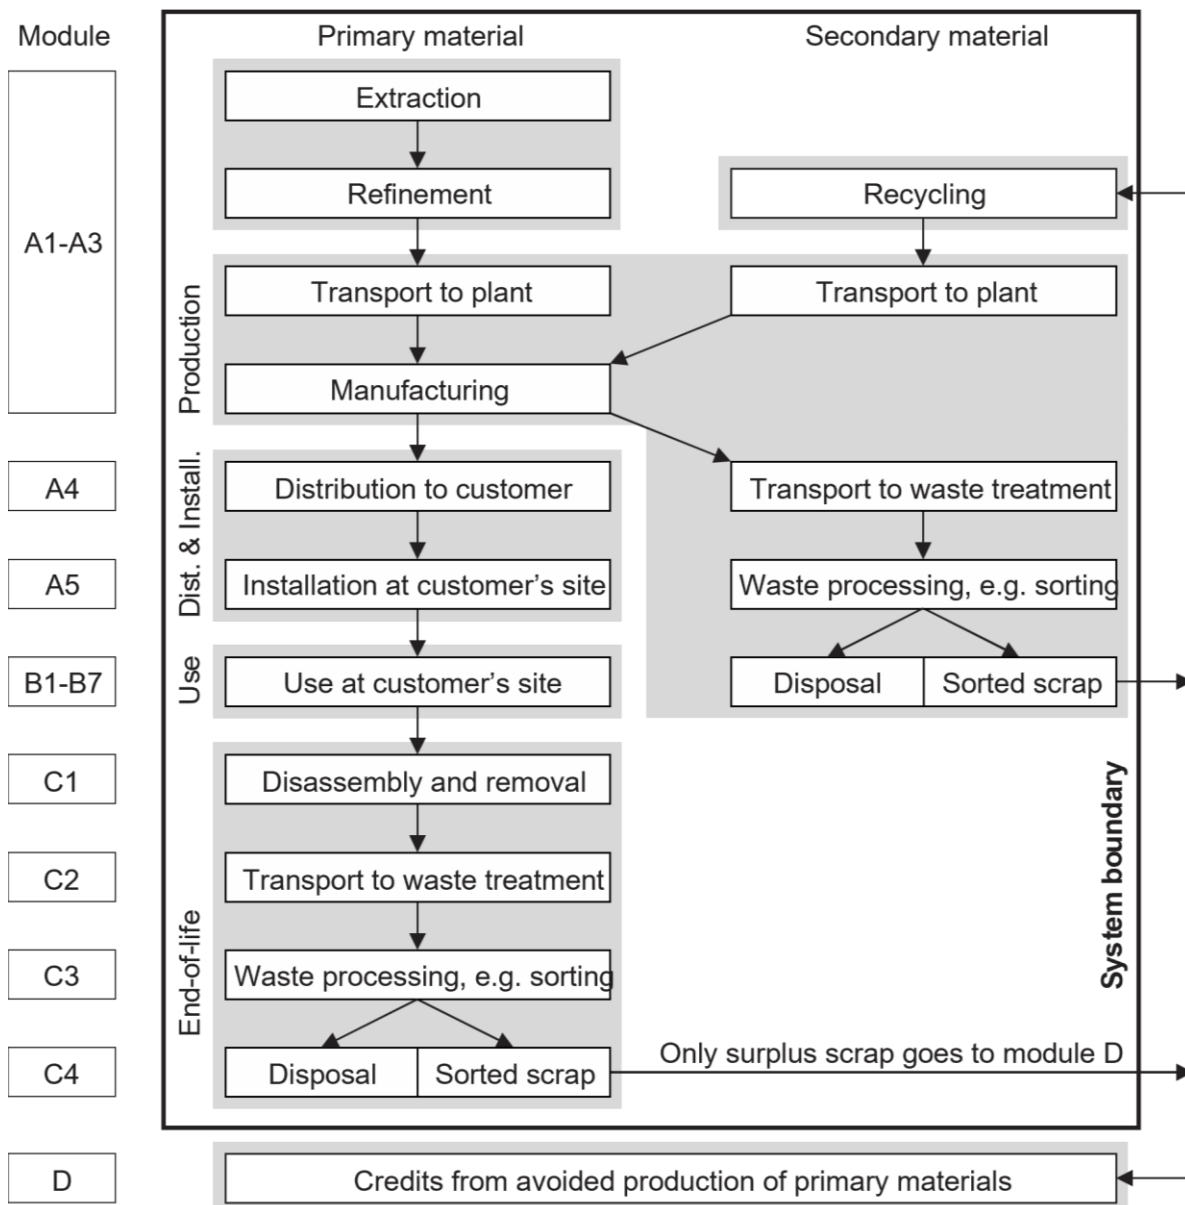 Module
Primary material
Secondary material
Extraction
Refinement
Recycling
A1-A3
Transport to plant
Transport to plant
Production
Manufacturing
A4
Dist. & Install.
Distribution to customer
Transport to waste treatment
A5
Installation at customer's site
Waste processing, e.g. sorting
B1-B7
Use
Use at customer's site
Disposal
Sorted scrap
C1
Disassembly and removal
System boundary
C2
Transport to waste treatment
End-of-life
C3
Waste processing, e.g. sorting
C4
Disposal
Sorted scrap
Only surplus scrap goes to module D
D
Credits from avoided production of primary materials